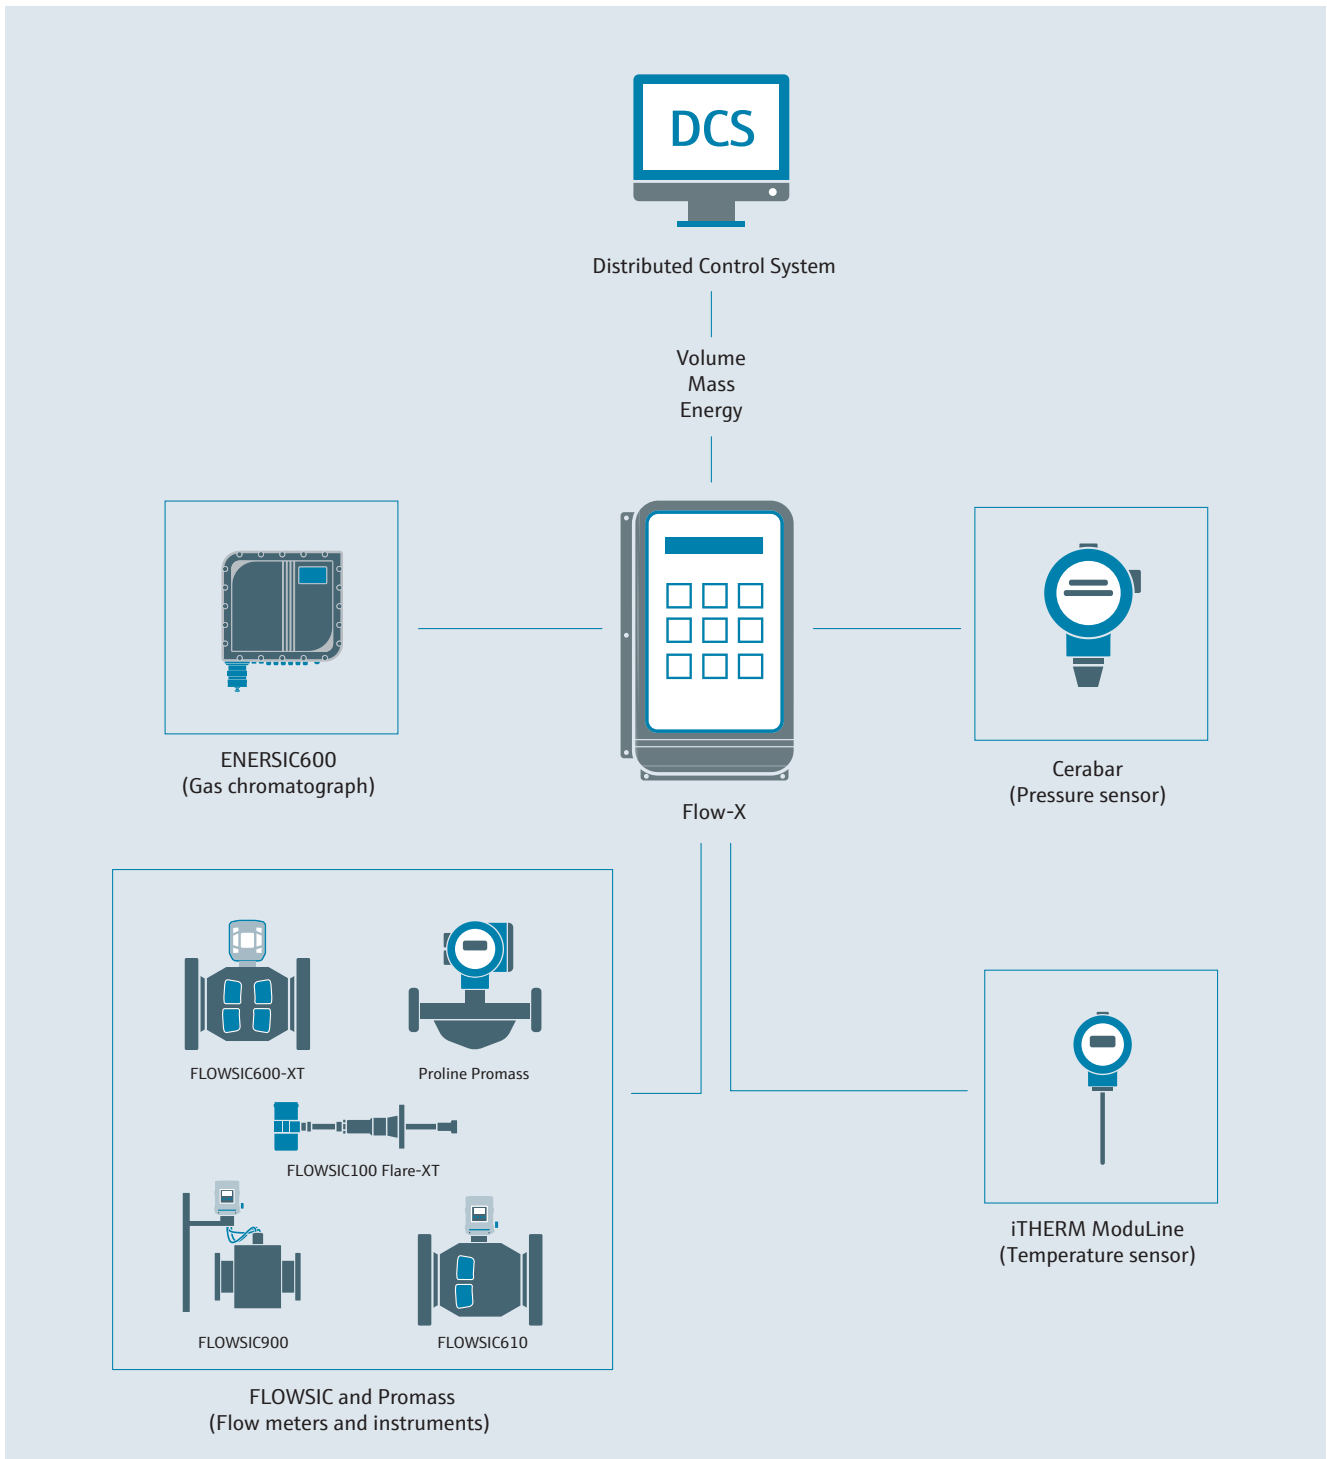 DCS
Distributed Control System
Volume
Mass
Energy
ENERSIC600
(Gas chromatograph)
Flow-X
Cerabar
(Pressure sensor)
FLOWSIC600-XT
Proline Promass
FLOWSIC100 Flare-XT
FLOWSIC900
FLOWSIC610
FLOWSIC and Promass
(Flow meters and instruments)
iTHERM ModuLine
(Temperature sensor)